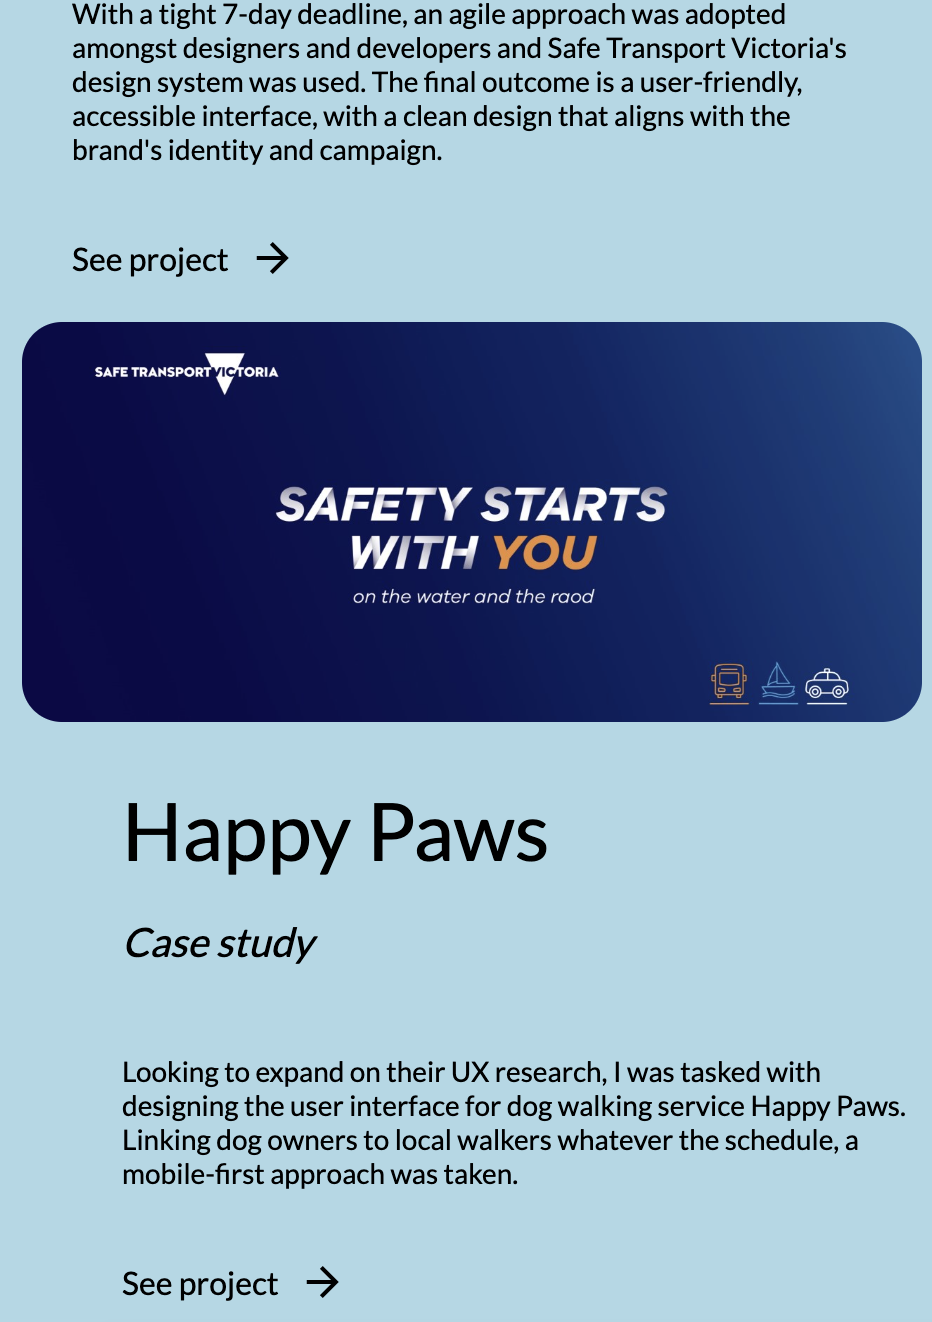 With a tight 7-day deadline, an agile approach was adopted
amongst designers and developers and Safe Transport Victoria's
design system was used. The final outcome is a user-friendly,
accessible interface, with a clean design that aligns with the
brand's identity and campaign.
See project
SAFE TRANSPORT VICTORIA
SAFETY STARTS
WITH YOU
on the water and the raod
Happy Paws
Case study
Looking to expand on their UX research, I was tasked with
designing the user interface for dog walking service Happy Paws.
Linking dog owners to local walkers whatever the schedule, a
mobile-first approach was taken.
See project